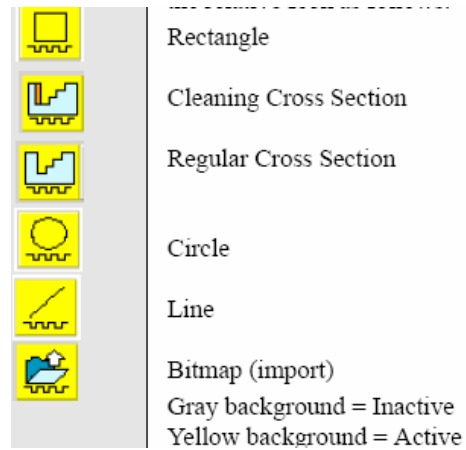 Rectangle
Cleaning Cross Section
Regular Cross Section
Circle
Line
Bitmap (import)
Gray background = Inactive
Yellow background = Active